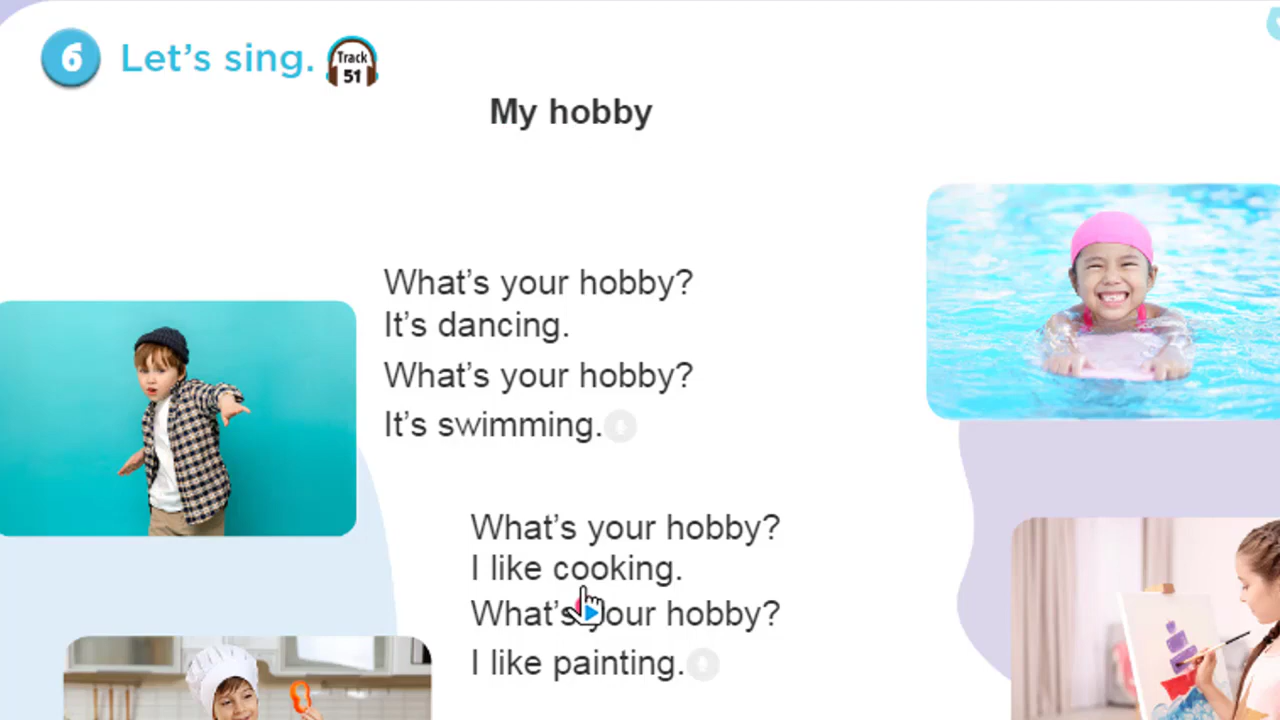 6 Let's sing. Track 51
My hobby
What's your hobby?
It's dancing.
What's your hobby?
It's swimming.
What's your hobby?
I like cooking.
What's your hobby?
I like painting.